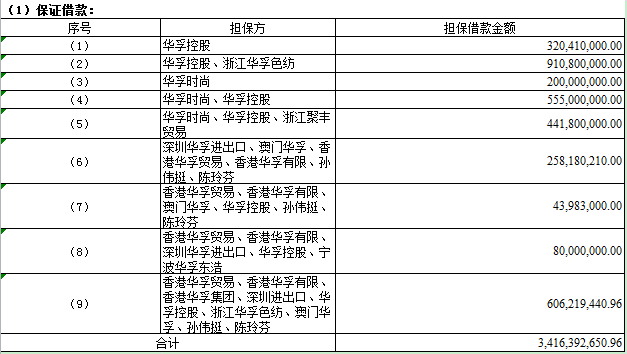 （1）保证借款：
序号 担保方 担保借款金额
（1） 华孚控股 320,410,000.00
（2） 华孚控股、浙江华孚色纺 910,800,000.00
（3） 华孚时尚 200,000,000.00
（4） 华孚时尚、华孚控股 555,000,000.00
（5） 华孚时尚、华孚控股、浙江聚丰
贸易 441,800,000.00
（6） 深圳华孚进出口、澳门华孚、香
港华孚贸易、香港华孚有限、孙
伟挺、陈玲芬 258,180,210.00
（7） 香港华孚贸易、香港华孚有限、
澳门华孚、华孚控股、孙伟挺、
陈玲芬 43,983,000.00
（8） 香港华孚贸易、香港华孚有限、
深圳华孚进出口、华孚控股、宁
波华孚东浩 80,000,000.00
（9） 香港华孚贸易、香港华孚有限、
香港华孚集团、深圳进出口、华
孚控股、浙江华孚色纺、澳门华
孚、孙伟挺、陈玲芬 606,219,440.96
合计 3,416,392,650.96